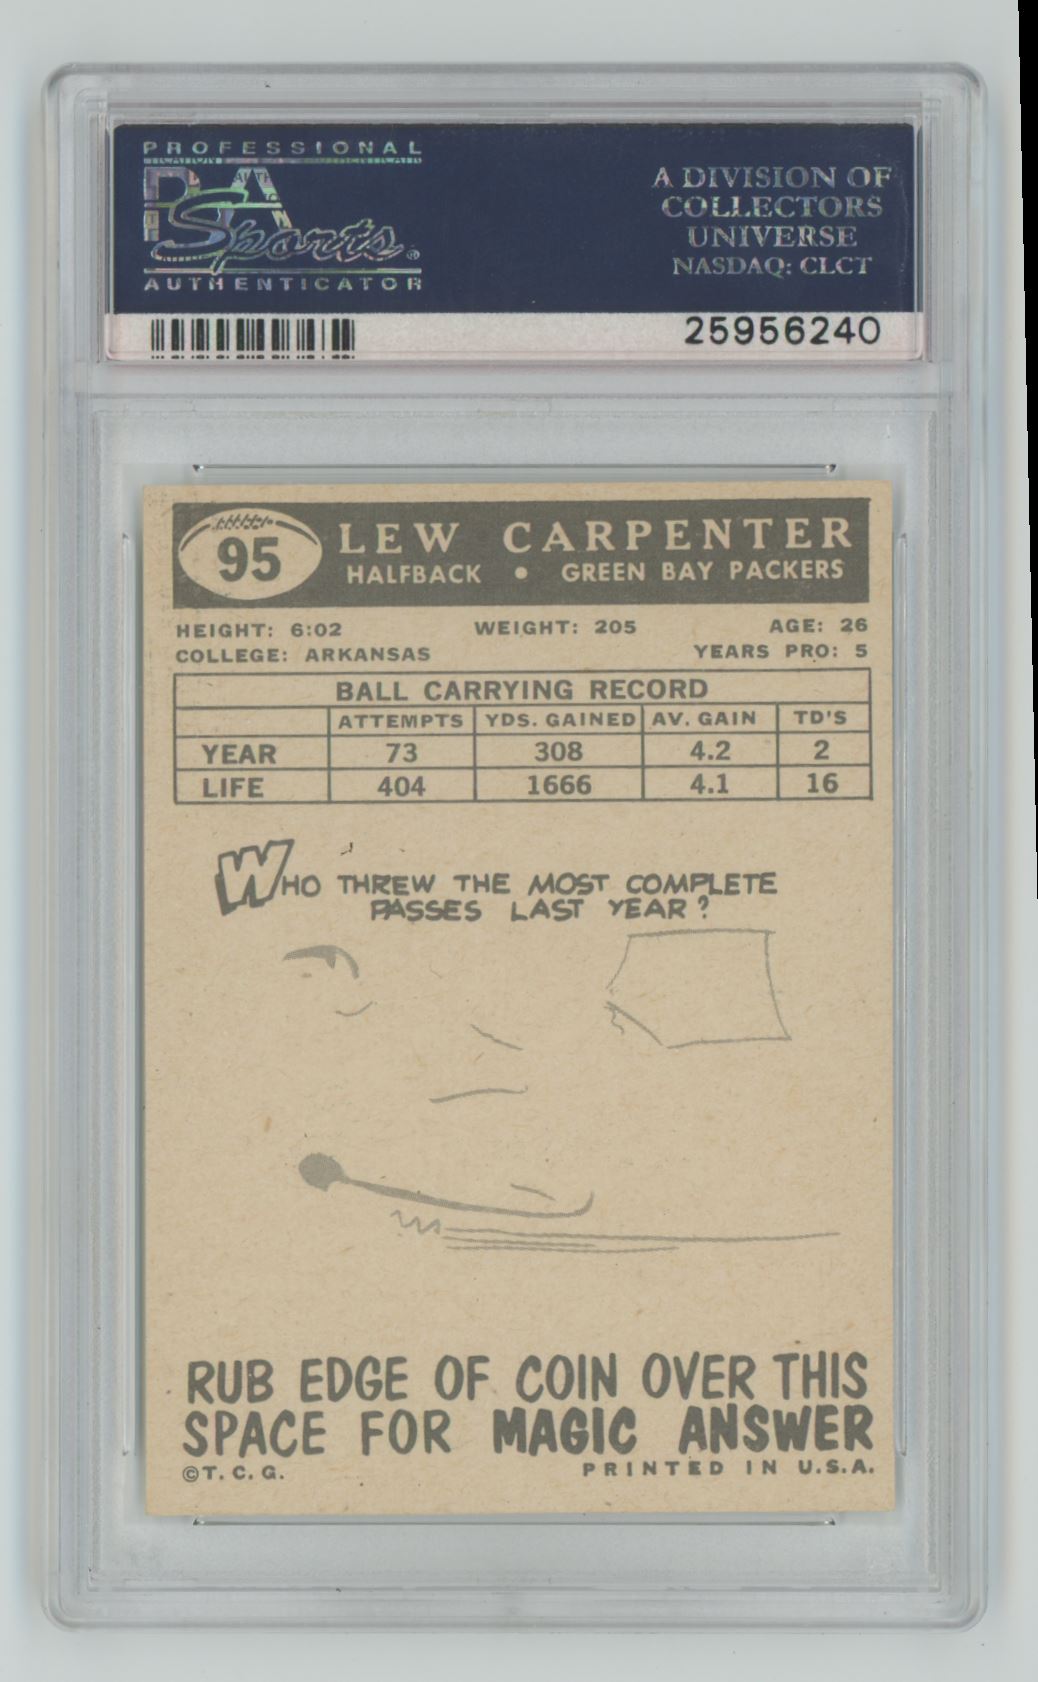 PROFESSIONAL
PSA
Sports®
AUTHENTICATOR
A DIVISION OF
COLLECTORS
UNIVERSE
NASDAQ: CLCT
25956240
95
LEW CARPENTER
HALFBACK • GREEN BAY PACKERS
HEIGHT: 6:02 WEIGHT: 205 AGE: 26
COLLEGE: ARKANSAS YEARS PRO: 5
BALL CARRYING RECORD
ATTEMPTS YDS. GAINED AV. GAIN TD'S
YEAR 73 308 4.2 2
LIFE 404 1666 4.1 16
WHO THREW THE MOST COMPLETE
PASSES LAST YEAR?
RUB EDGE OF COIN OVER THIS
SPACE FOR MAGIC ANSWER
©T. C. G. PRINTED IN U.S.A.